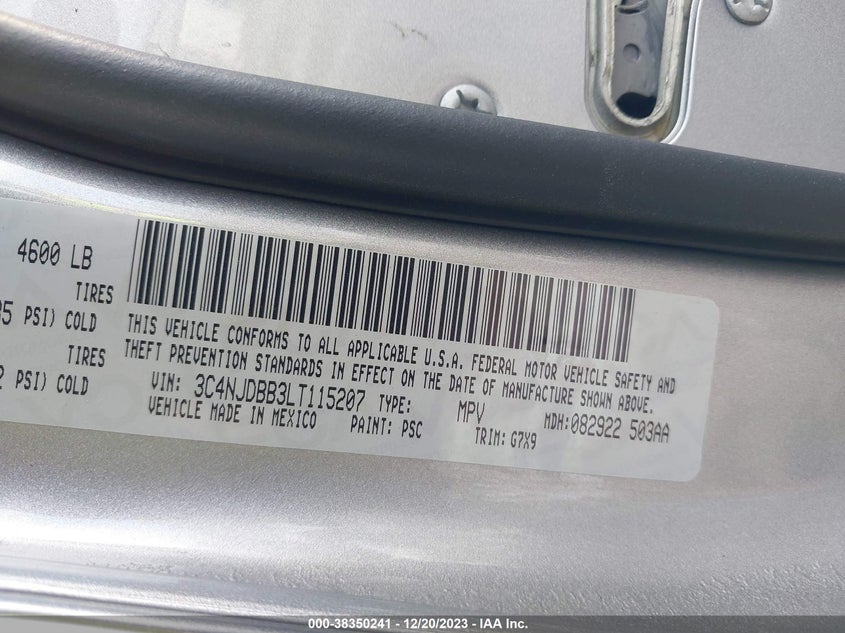 4600 LB
TIRES
35 PSI) COLD
TIRES
PSI) COLD
THIS VEHICLE CONFORMS TO ALL APPLICABLE U.S.A. FEDERAL MOTOR VEHICLE SAFETY AND
THEFT PREVENTION STANDARDS IN EFFECT ON THE DATE OF MANUFACTURE SHOWN ABOVE.
VIN: 3C4NJDBB3LT115207 TYPE: MPV MDH:082922 503AA
VEHICLE MADE IN MEXICO PAINT: PSC TRIM: G7X9
000-38350241 - 12/20/2023 - IAA Inc.